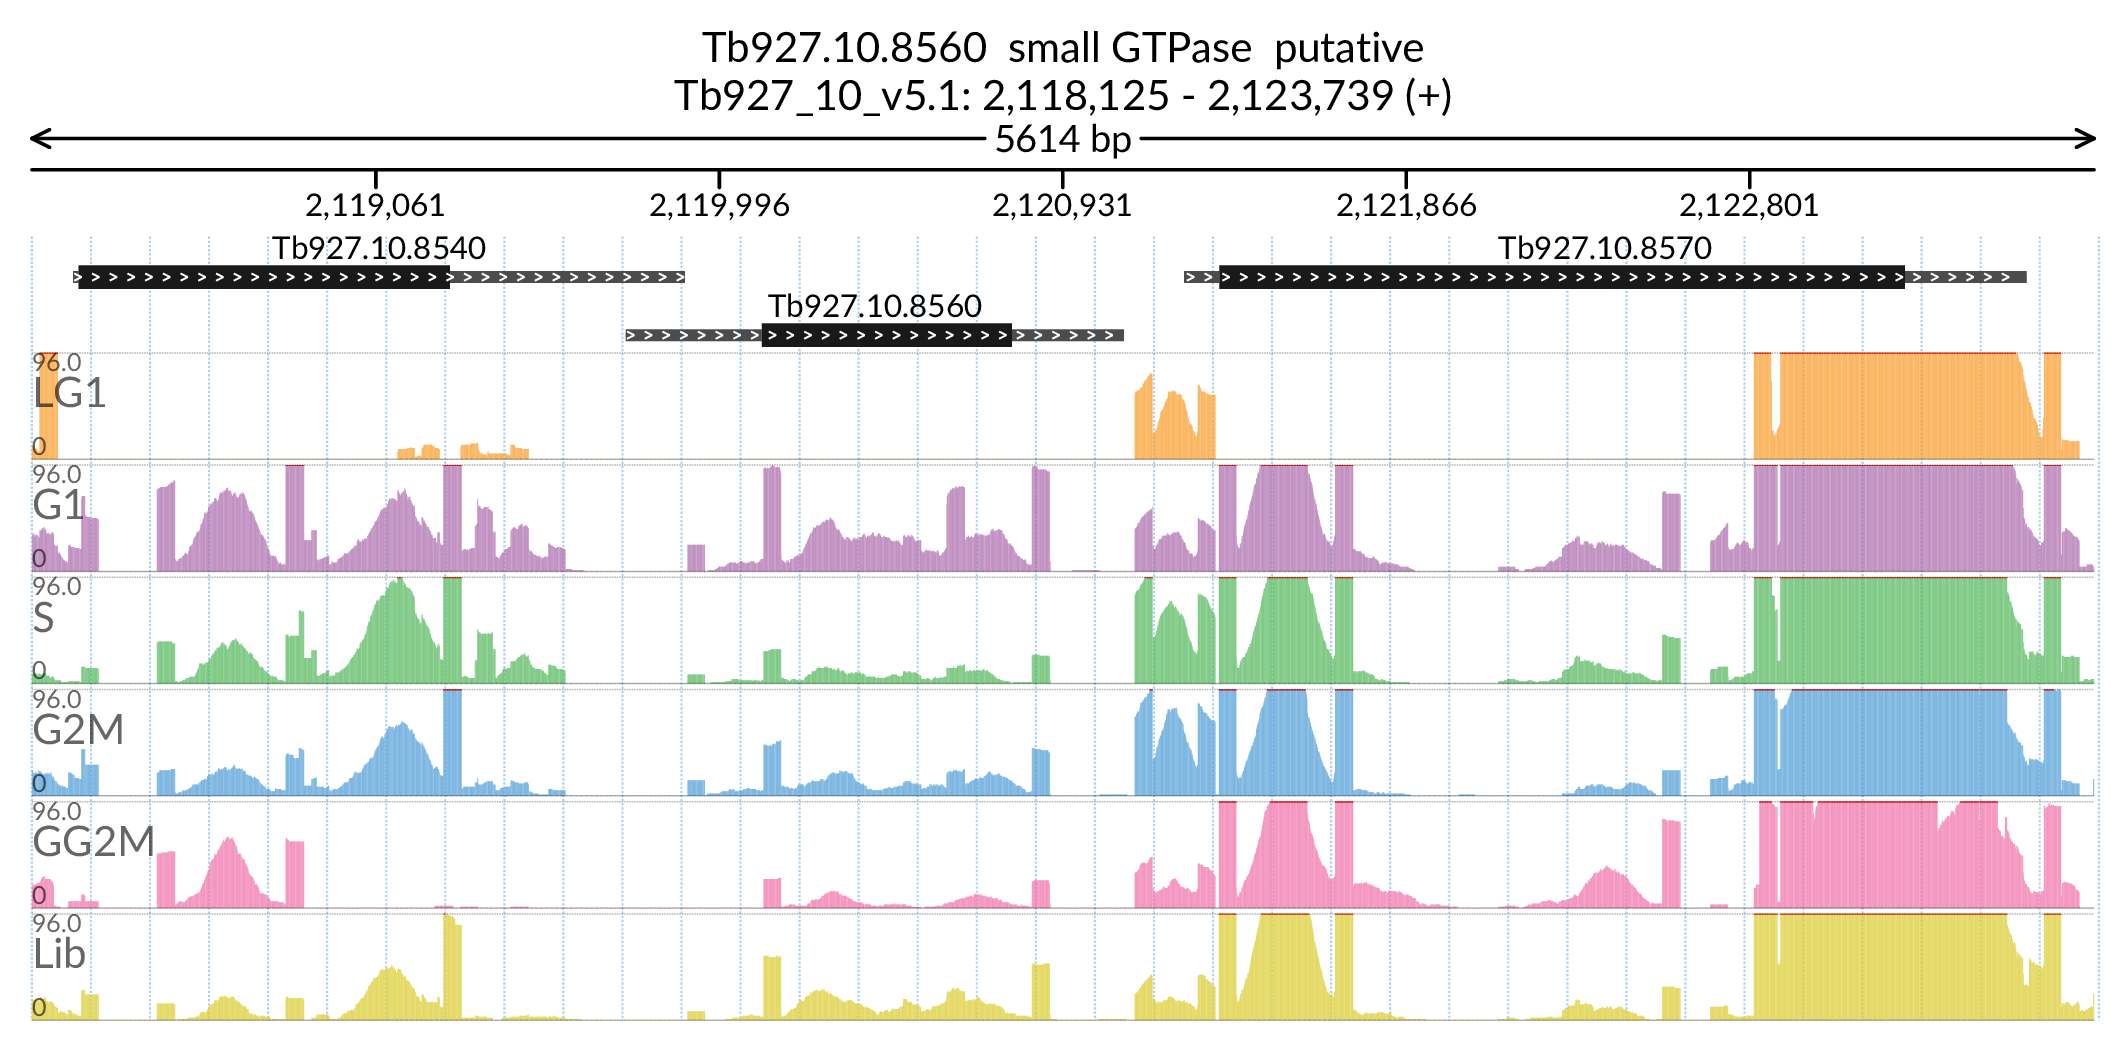 Tb927.10.8560  small GTPase  putative
Tb927_10_v5.1: 2,118,125 - 2,123,739 (+)
5614 bp
2,119,061 2,119,996 2,120,931 2,121,866 2,122,801
Tb927.10.8540 Tb927.10.8570
Tb927.10.8560
96.0
LG1
0
96.0
G1
0
96.0
S
0
96.0
G2M
0
96.0
GG2M
0
96.0
Lib
0